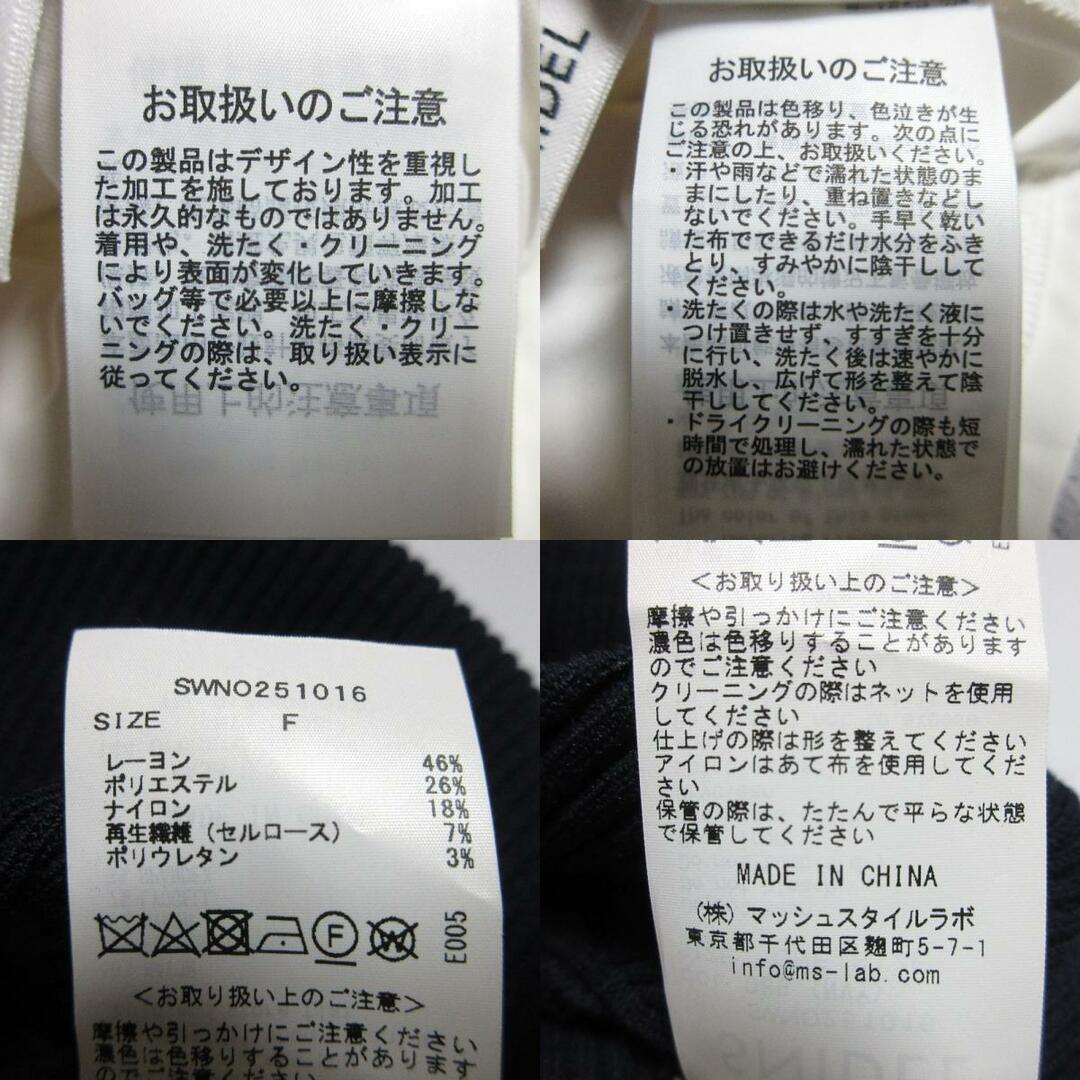 お取扱いのご注意
この製品はデザイン性を重視し
た加工を施しております。加工
は永久的なものではありません。
着用や、洗たく・クリーニング
により表面が変化していきます。
バッグ等で必要以上に摩擦しな
いでください。洗たく・クリー
ニングの際は、取り扱い表示に
従ってください。
使用上的注意事項
NDEL
お取扱いのご注意
この製品は色移り、色泣きが生
じる恐れがあります。次の点に
ご注意の上、お取扱いください。
・汗や雨などで濡れた状態のま
まにしたり、重ね置きなどし
ないでください。手早く乾い
た布でできるだけ水分をふき
とり、すみやかに陰干しして
ください。
・洗たくの際は水や洗たく液に
つけ置きせず、すすぎを十分
に行い、洗たく後は速やかに
脱水し、広げて形を整えて陰
干ししてください。
・ドライクリーニングの際も短
時間で処理し、濡れた状態で
の放置はお避けください。
The color of this product
SWNO251016
SIZE F
レーヨン 46%
ポリエステル 26%
ナイロン 18%
再生繊維(セルロース) 7%
ポリウレタン 3%
F W E005
<お取り扱い上のご注意>
摩擦や引っかけにご注意ください
濃色は色移りすることがあります
のでご注意ください
<お取り扱い上のご注意>
摩擦や引っかけにご注意ください
濃色は色移りすることがあります
のでご注意ください
クリーニングの際はネットを使用
してください
仕上げの際は形を整えてください
アイロンはあて布を使用してくだ
さい
保管の際は、たたんで平らな状態
で保管してください
MADE IN CHINA
(株)マッシュスタイルラボ
東京都千代田区麹町5-7-1
info@ms-lab.com